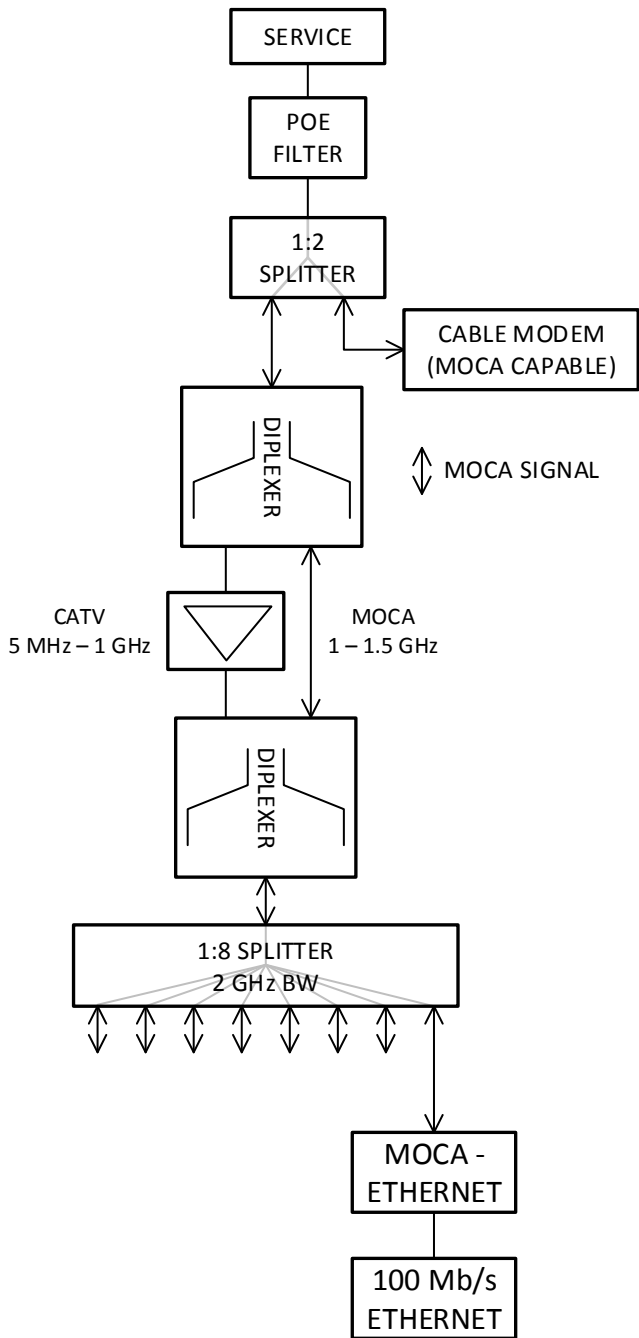 SERVICE
POE
FILTER
1:2
SPLITTER
CABLE MODEM
(MOCA CAPABLE)
DIPLEXER
MOCA SIGNAL
CATV
5 MHz – 1 GHz
MOCA
1 – 1.5 GHz
DIPLEXER
1:8 SPLITTER
2 GHz BW
MOCA -
ETHERNET
100 Mb/s
ETHERNET